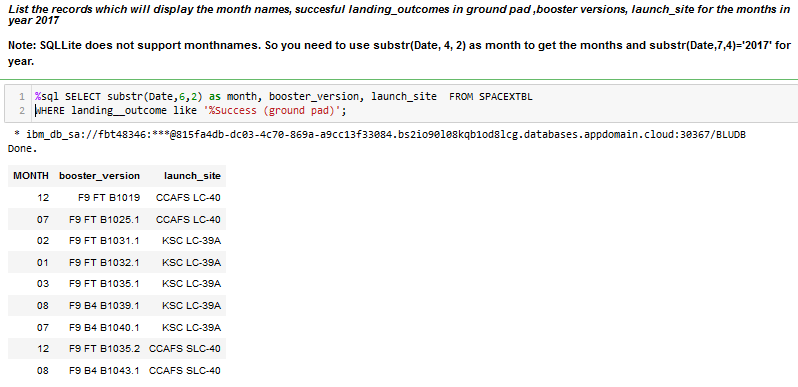 List the records which will display the month names, succesful landing_outcomes in ground pad ,booster versions, launch_site for the months in
year 2017
Note: SQLLite does not support monthnames. So you need to use substr(Date, 4, 2) as month to get the months and substr(Date,7,4)='2017' for
year.
1 %sql SELECT substr(Date,6,2) as month, booster_version, launch_site  FROM SPACEXTBL
2 WHERE landing__outcome like '%Success (ground pad)';
* ibm_db_sa://fbt48346:***@815fa4db-dc03-4c70-869a-a9cc13f33084.bs2io90l08kqb1od8lcg.databases.appdomain.cloud:30367/BLUDB
Done.
MONTH booster_version launch_site
12 F9 FT B1019 CCAFS LC-40
07 F9 FT B1025.1 CCAFS LC-40
02 F9 FT B1031.1 KSC LC-39A
01 F9 FT B1032.1 KSC LC-39A
03 F9 FT B1035.1 KSC LC-39A
08 F9 B4 B1039.1 KSC LC-39A
07 F9 B4 B1040.1 KSC LC-39A
12 F9 FT B1035.2 CCAFS SLC-40
08 F9 B4 B1043.1 CCAFS SLC-40